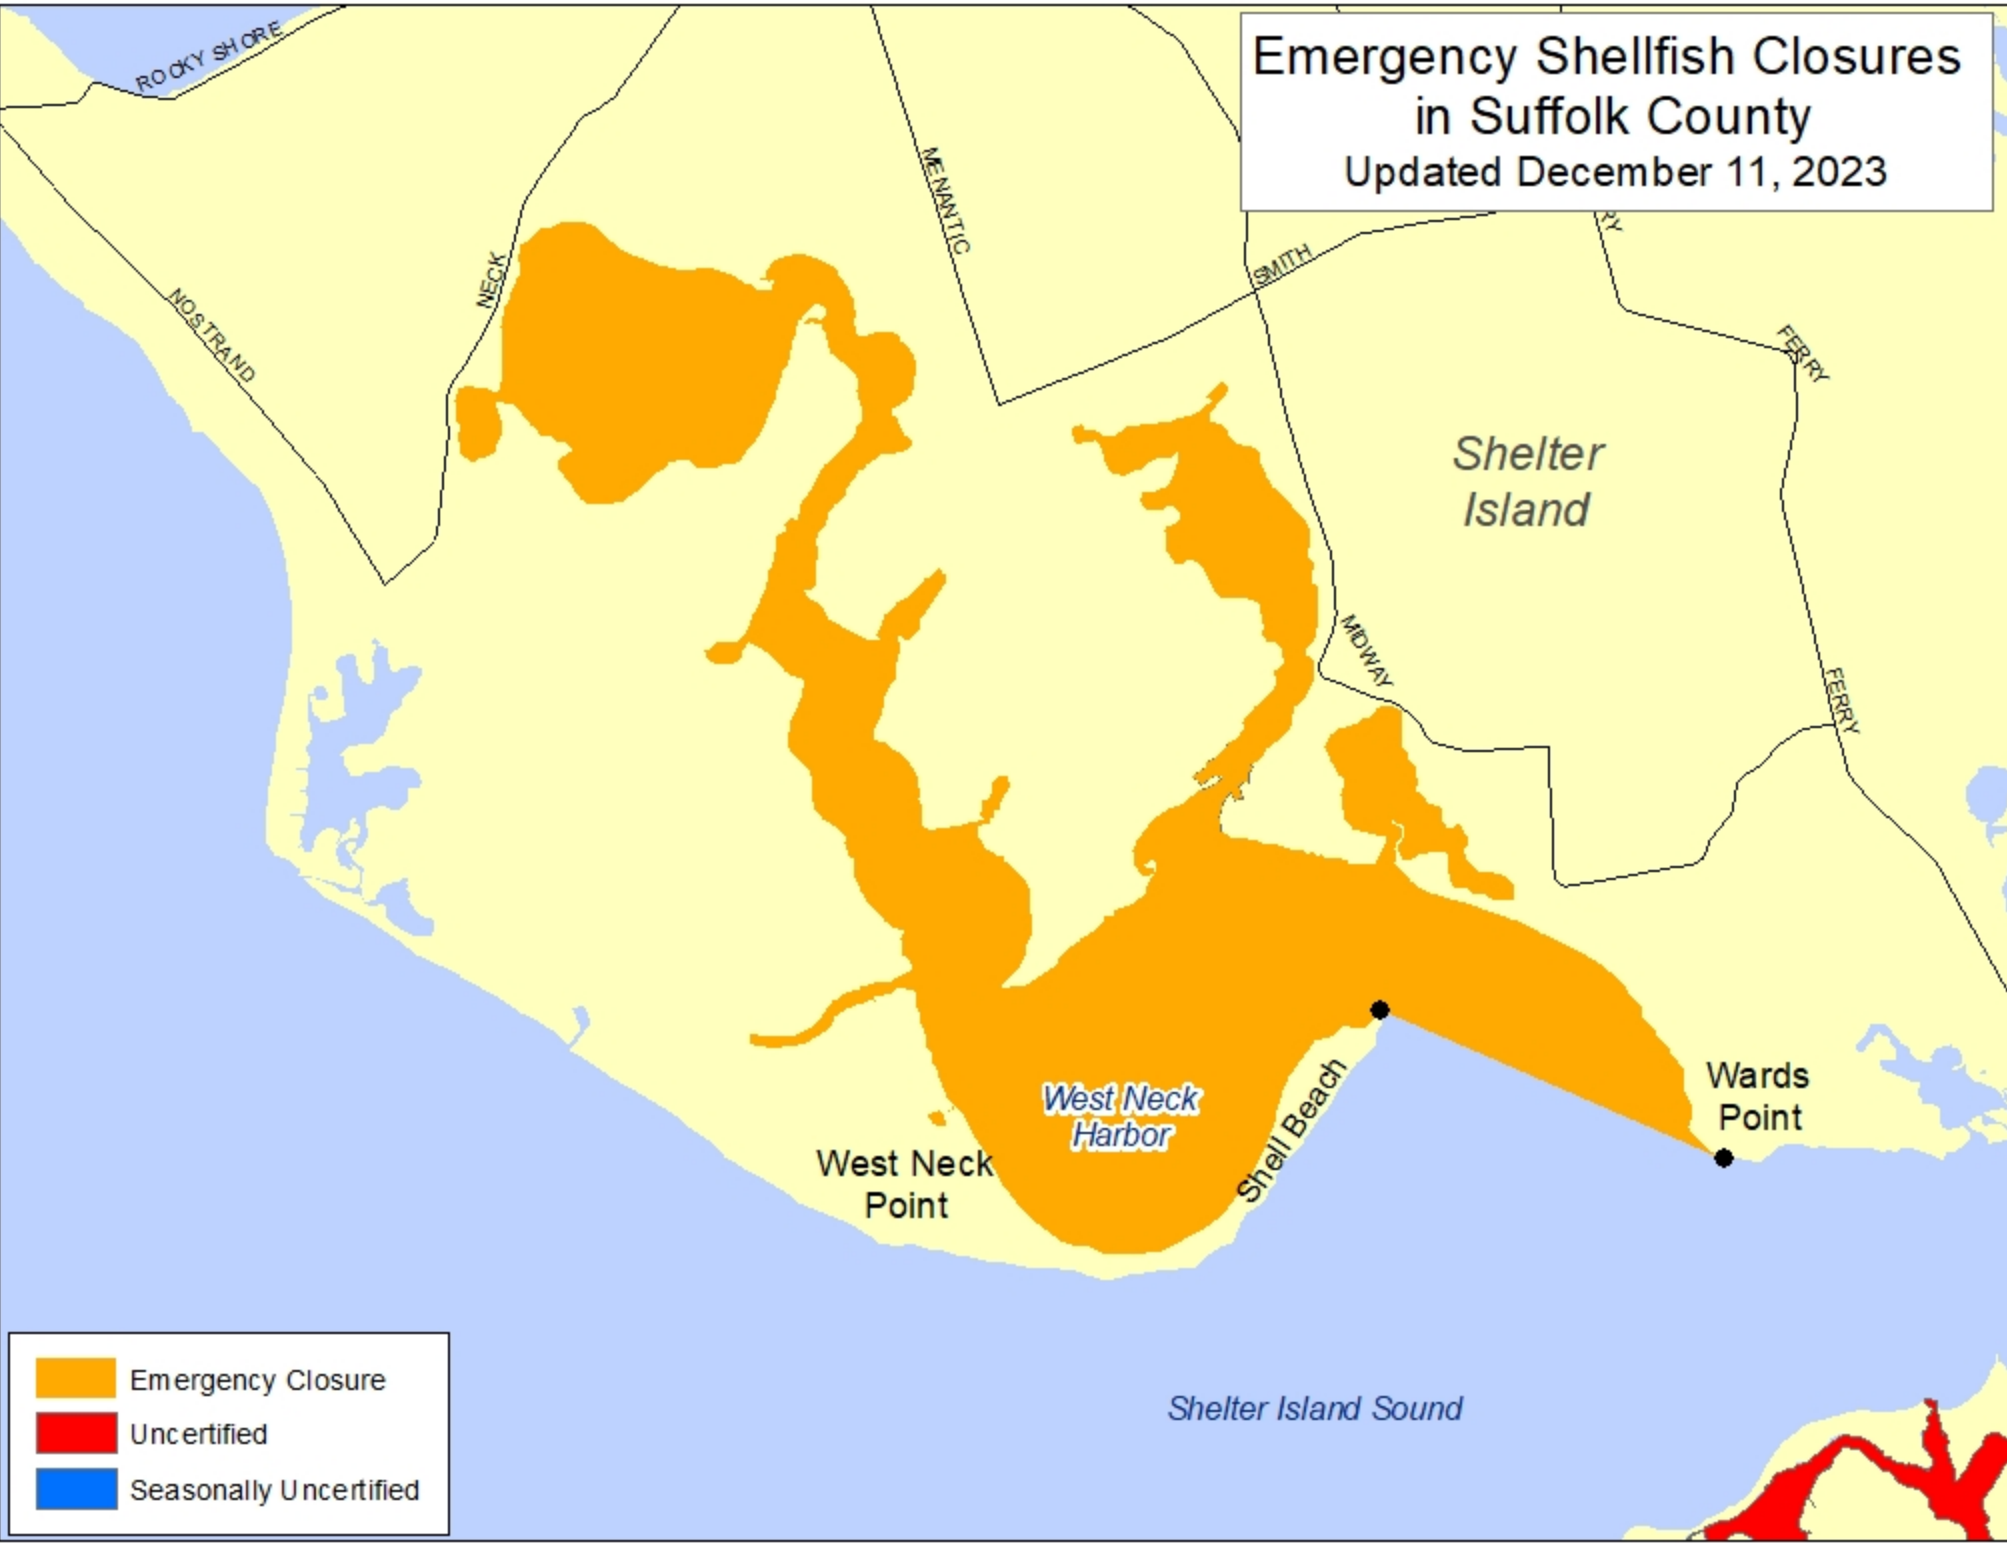 Emergency Shellfish Closures
in Suffolk County
Updated December 11, 2023
ROCKY SHORE
MENANTIC
NECK
NOSTRAND
SMITH
RY
FERRY
Shelter
Island
MIDWAY
FERRY
West Neck
Harbor
Shell Beach
Wards
Point
West Neck
Point
Shelter Island Sound
Emergency Closure
Uncertified
Seasonally Uncertified